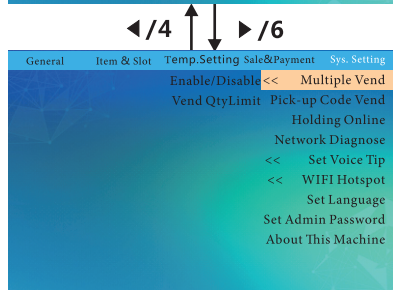 ◀/4 ▶/6
General Item & Slot Temp.Setting Sale&Payment Sys. Setting
Enable/Disable << Multiple Vend
Vend QtyLimit Pick-up Code Vend
Holding Online
Network Diagnose
<< Set Voice Tip
<< WIFI Hotspot
Set Language
Set Admin Password
About This Machine